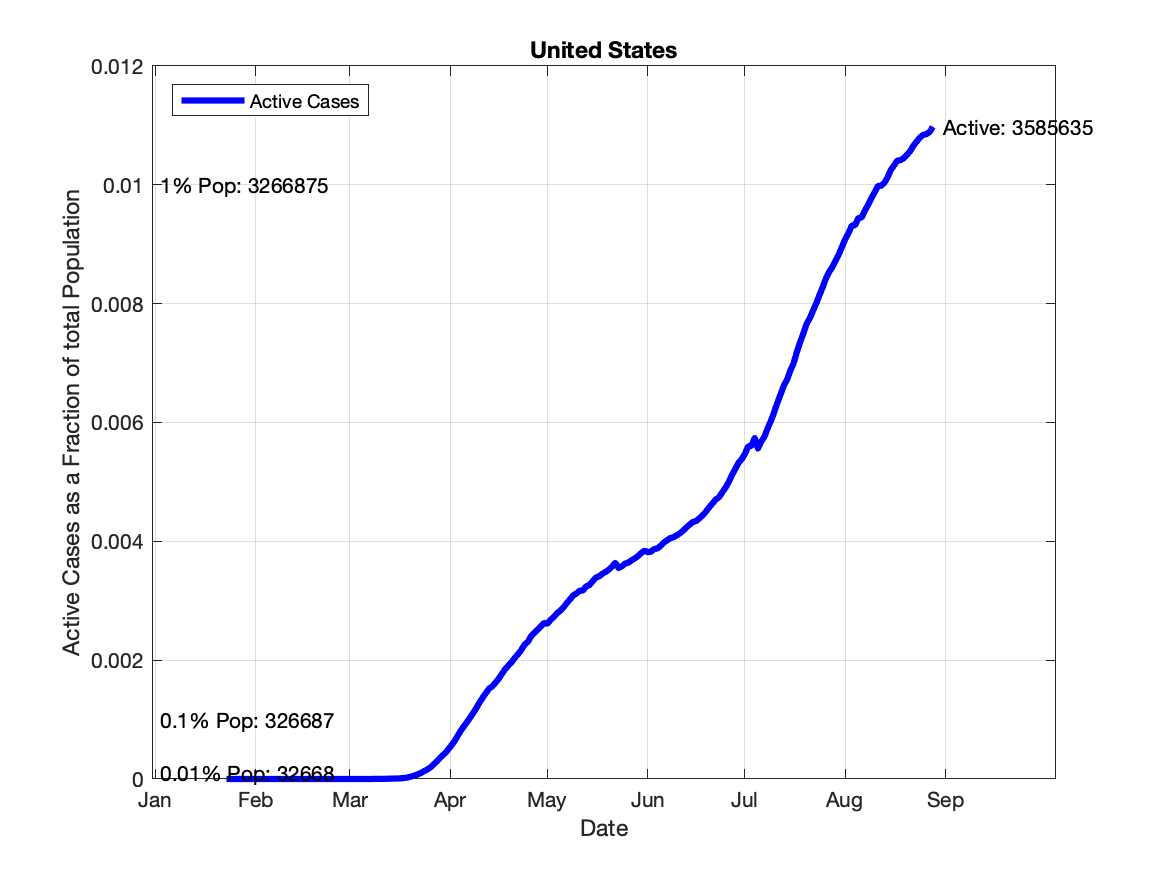 United States
0.012
Active Cases
Active: 3585635
0.01
1% Pop: 3266875
0.008
0.006
0.004
0.002
0.1% Pop: 326687
0.01% Pop: 32668
0
Jan Feb Mar Apr May Jun Jul Aug Sep
Date
Active Cases as a Fraction of total Population